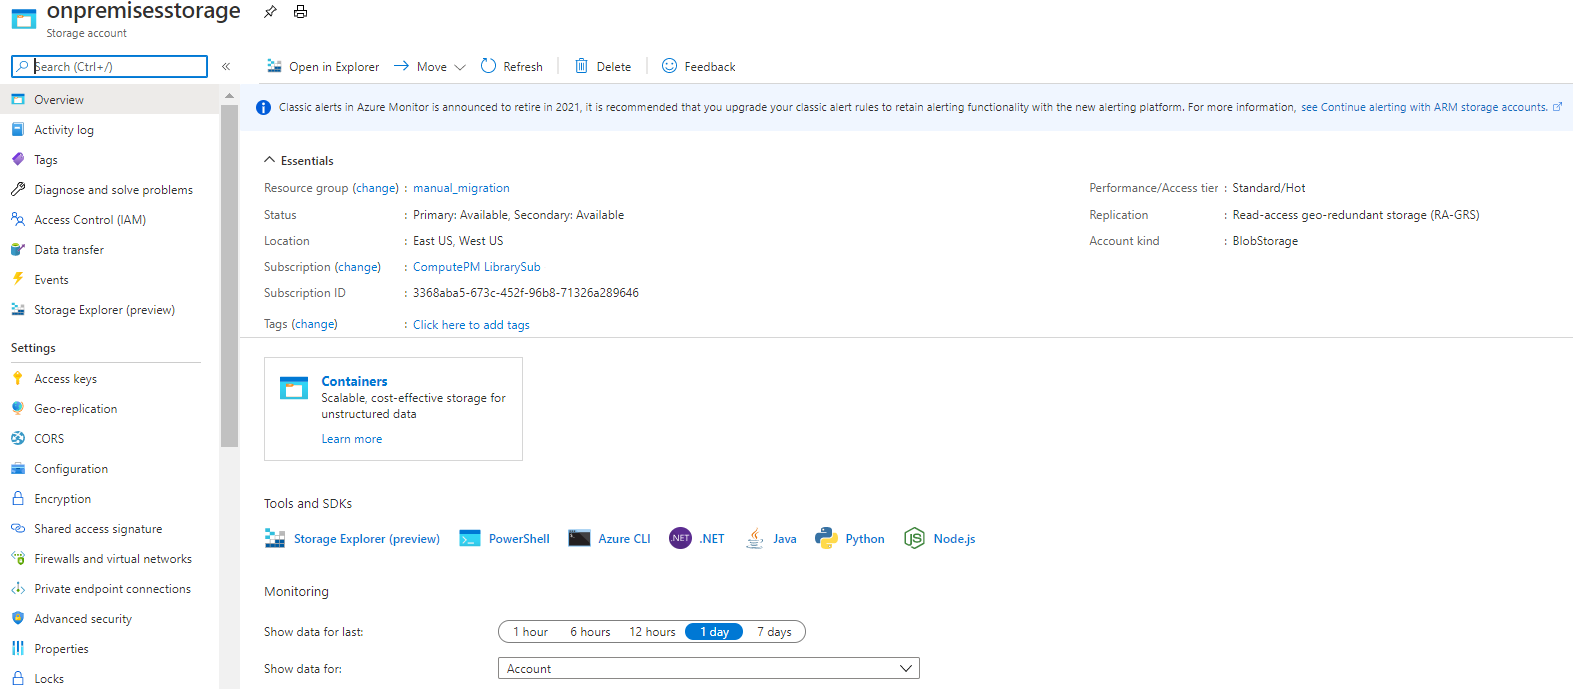 onpremisesstorage
Storage account
Search (Ctrl+/)
«
Open in Explorer
Move
Refresh
Delete
Feedback
Overview
Activity log
Tags
Diagnose and solve problems
Access Control (IAM)
Data transfer
Events
Storage Explorer (preview)
Settings
Access keys
Geo-replication
CORS
Configuration
Encryption
Shared access signature
Firewalls and virtual networks
Private endpoint connections
Advanced security
Properties
Locks
Classic alerts in Azure Monitor is announced to retire in 2021, it is recommended that you upgrade your classic alert rules to retain alerting functionality with the new alerting platform. For more information, see Continue alerting with ARM storage accounts.
Essentials
Resource group (change) : manual_migration
Status : Primary: Available, Secondary: Available
Location : East US, West US
Subscription (change) : ComputePM LibrarySub
Subscription ID : 3368aba5-673c-452f-96b8-71326a289646
Tags (change) : Click here to add tags
Performance/Access tier : Standard/Hot
Replication : Read-access geo-redundant storage (RA-GRS)
Account kind : BlobStorage
Containers
Scalable, cost-effective storage for
unstructured data
Learn more
Tools and SDKs
Storage Explorer (preview)
PowerShell
Azure CLI
NET
.NET
Java
Python
JS
Node.js
Monitoring
Show data for last:
1 hour
6 hours
12 hours
1 day
7 days
Show data for:
Account